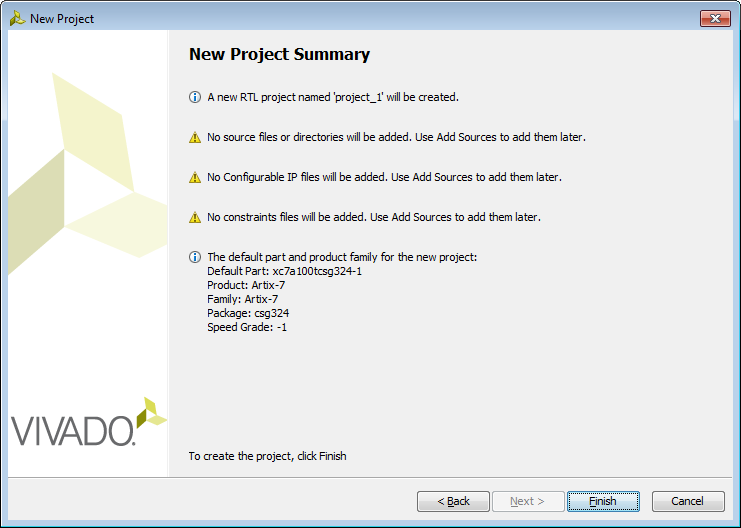 New Project
New Project Summary
A new RTL project named 'project_1' will be created.
No source files or directories will be added. Use Add Sources to add them later.
No Configurable IP files will be added. Use Add Sources to add them later.
No constraints files will be added. Use Add Sources to add them later.
The default part and product family for the new project:
Default Part: xc7a100tcsg324-1
Product: Artix-7
Family: Artix-7
Package: csg324
Speed Grade: -1
VIVADO.
To create the project, click Finish
< Back
Next >
Finish
Cancel